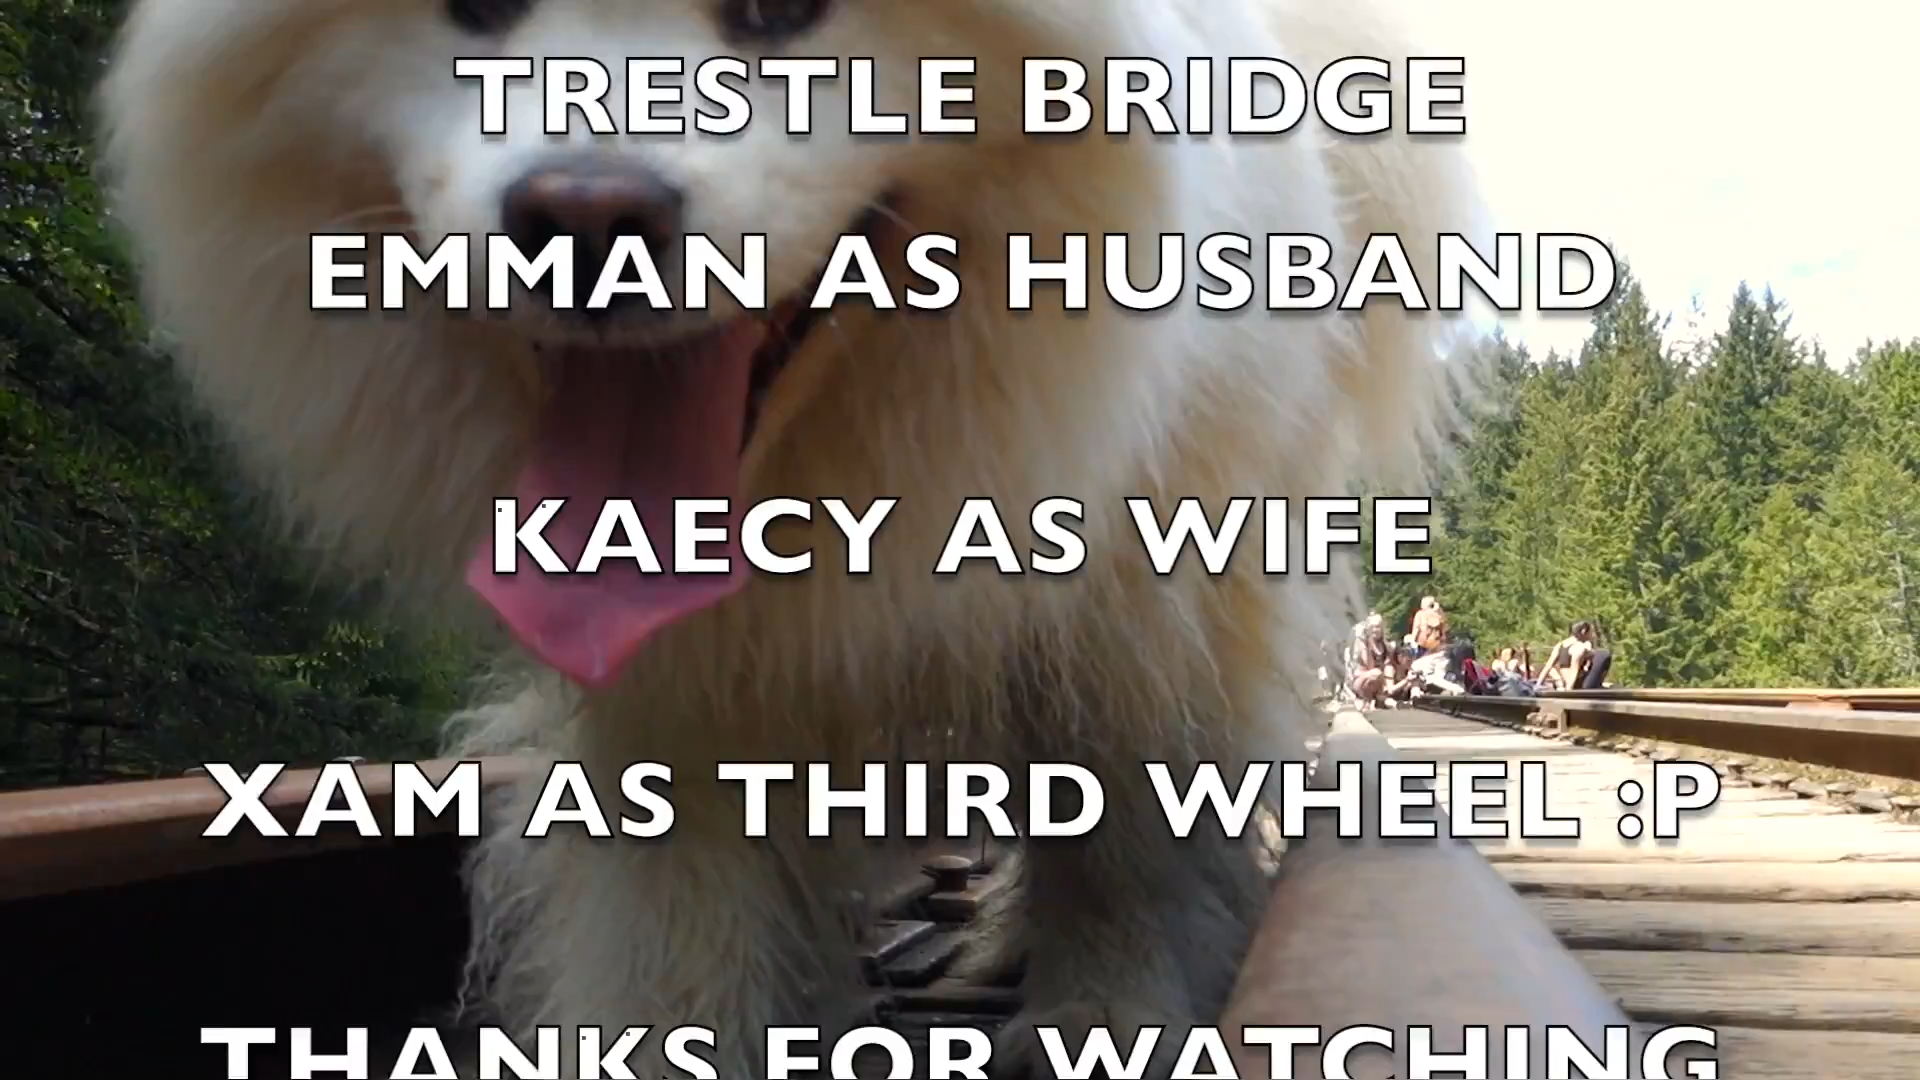 TRESTLE BRIDGE
EMMAN AS HUSBAND
KAECY AS WIFE
XAM AS THIRD WHEEL :P
THANKS FOR WATCHING